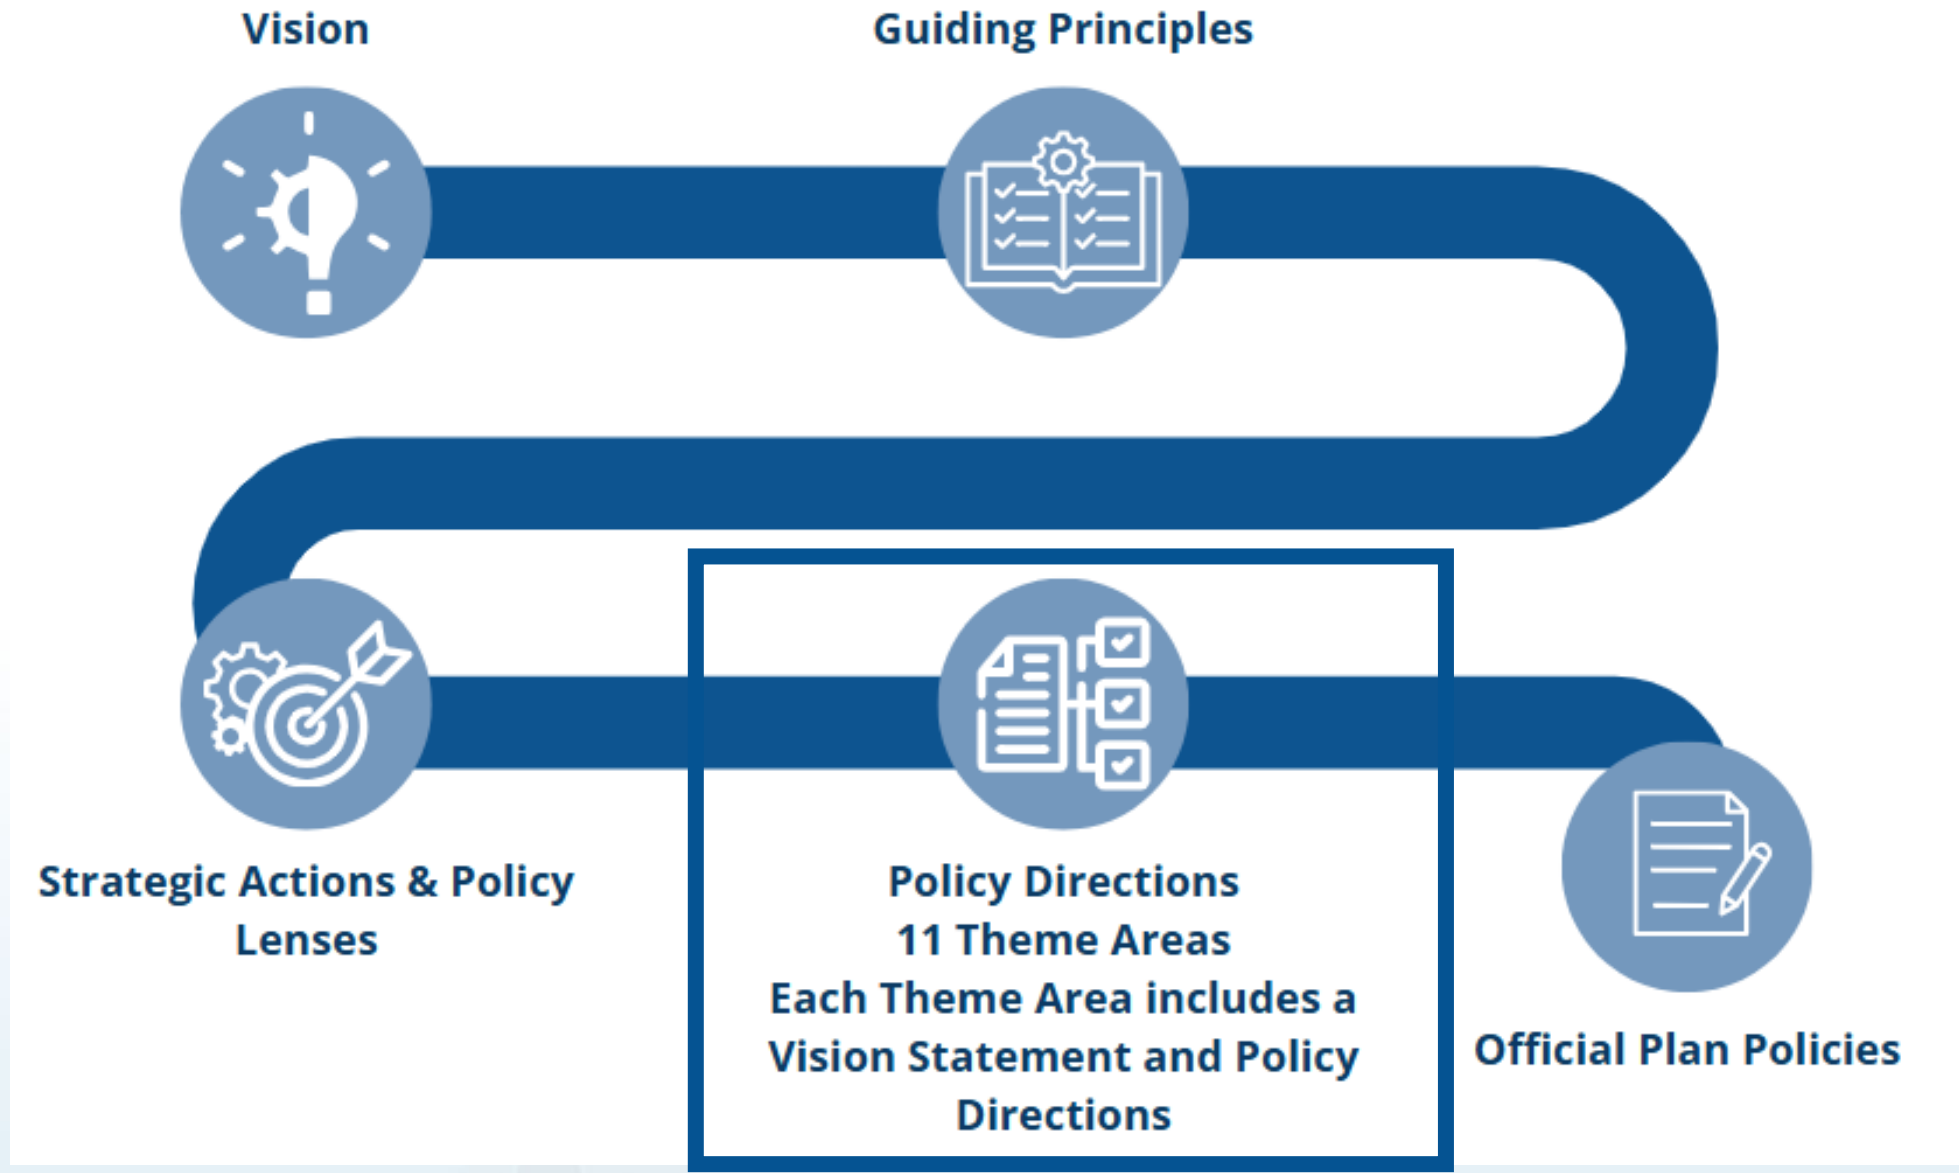 Vision
Guiding Principles
Strategic Actions & Policy
Lenses
Policy Directions
11 Theme Areas
Each Theme Area includes a
Vision Statement and Policy
Directions
Official Plan Policies